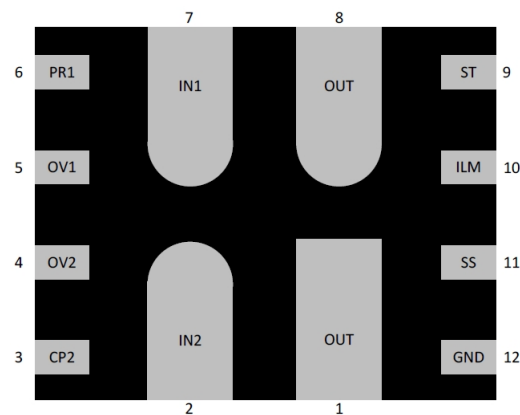 7 8
6 PR1 IN1 OUT ST 9
5 OV1 ILM 10
4 OV2 SS 11
3 CP2 IN2 OUT GND 12
2 1